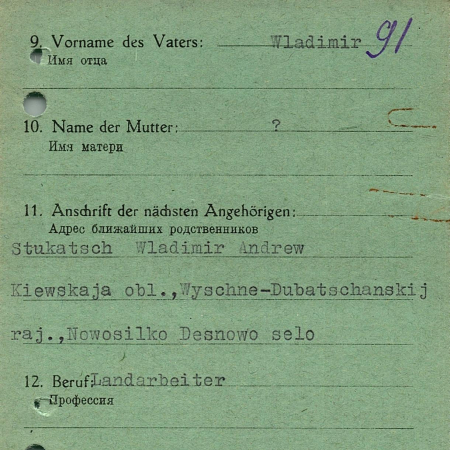 9. Vorname des Vaters: Wladimir 91
Имя отца
10. Name der Mutter: ?
Имя матери
11. Anschrift der nächsten Angehörigen:
Адрес ближайших родственников
Stukatsch Wladimir Andrew
Kiewskaja obl.,Wyschne-Dubatschanskij
raj.,Nowosilko Desnowo selo
12. Beruf: Landarbeiter
Профессия